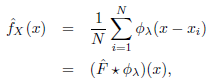 f̂_X(x) = 1/N ∑_{i=1}^{N} ϕ_λ(x − x_i)
= (F̂ ⋆ ϕ_λ)(x),